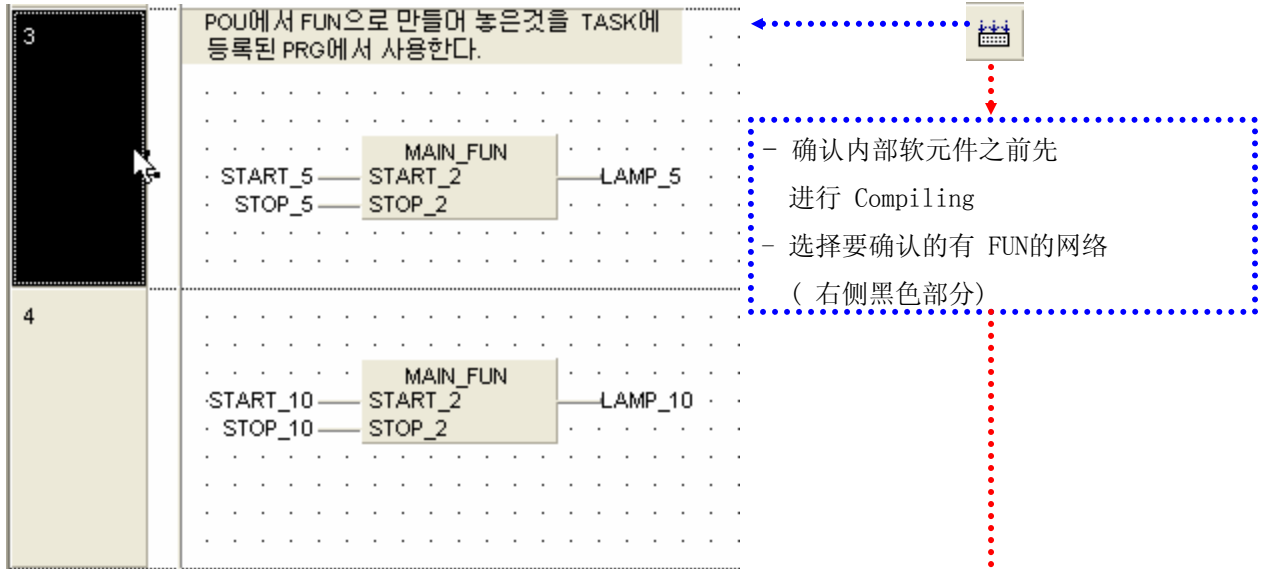 3
POU에서 FUN으로 만들어 놓은것을 TASK에
등록된 PRG에서 사용한다.
MAIN_FUN
START_5 START_2 LAMP_5
STOP_5 STOP_2
4
MAIN_FUN
START_10 START_2 LAMP_10
STOP_10 STOP_2
- 确认内部软元件之前先
进行 Compiling
- 选择要确认的有 FUN的网络
( 右侧黑色部分)